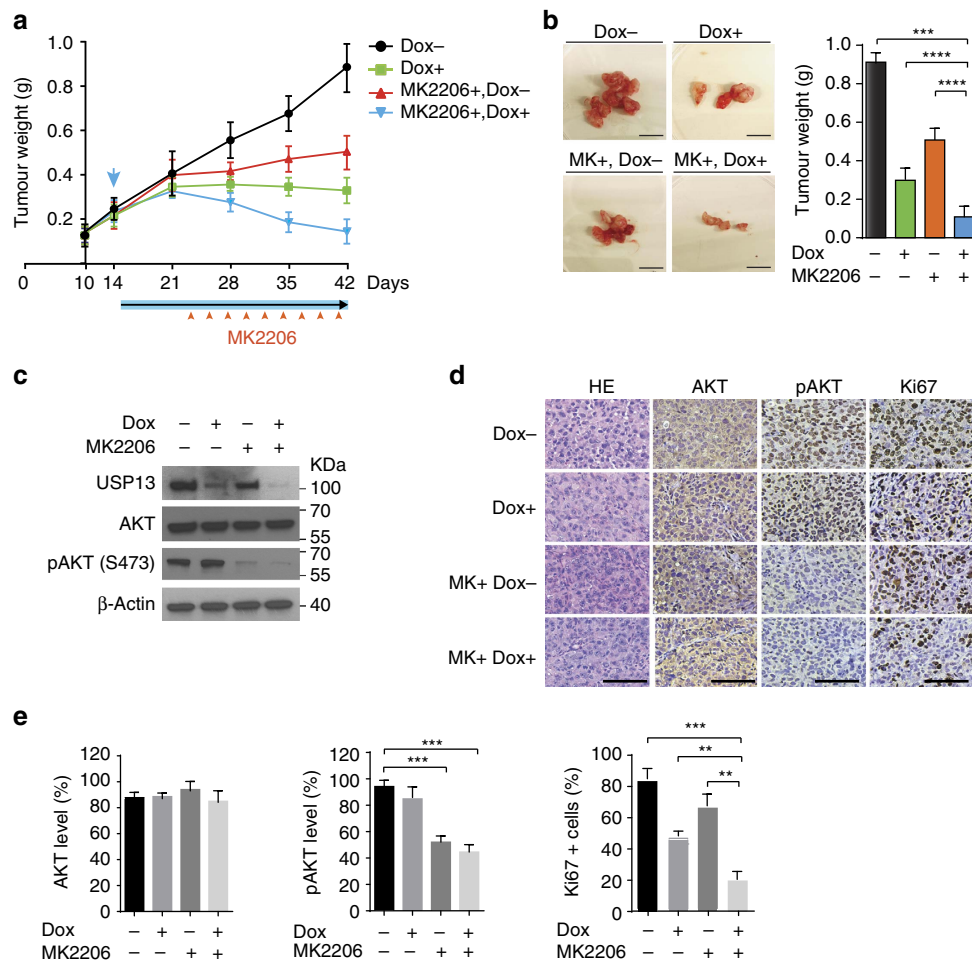 a
Tumour weight (g)
1.0
0.8
0.6
0.4
0.2
0 10 14 21 28 35 42 Days
MK2206
Dox–
Dox+
MK2206+,Dox–
MK2206+,Dox+
b
Dox– Dox+
MK+, Dox– MK+, Dox+
Tumour weight (g)
1.0
0.8
0.6
0.4
0.2
0.0
***
****
****
Dox – + – +
MK2206 – – + +
c
Dox – + – +
MK2206 – – + +
KDa
USP13 100
70
AKT
55
70
pAKT (S473)
55
β-Actin 40
d
HE AKT pAKT Ki67
Dox–
Dox+
MK+ Dox–
MK+ Dox+
e
AKT level (%)
120
100
80
60
40
20
0
Dox – + – +
MK2206 – – + +
pAKT level (%)
120
100
80
60
40
20
0
***
***
Dox – + – +
MK2206 – – + +
Ki67 + cells (%)
100
80
60
40
20
0
***
**
**
Dox – + – +
MK2206 – – + +